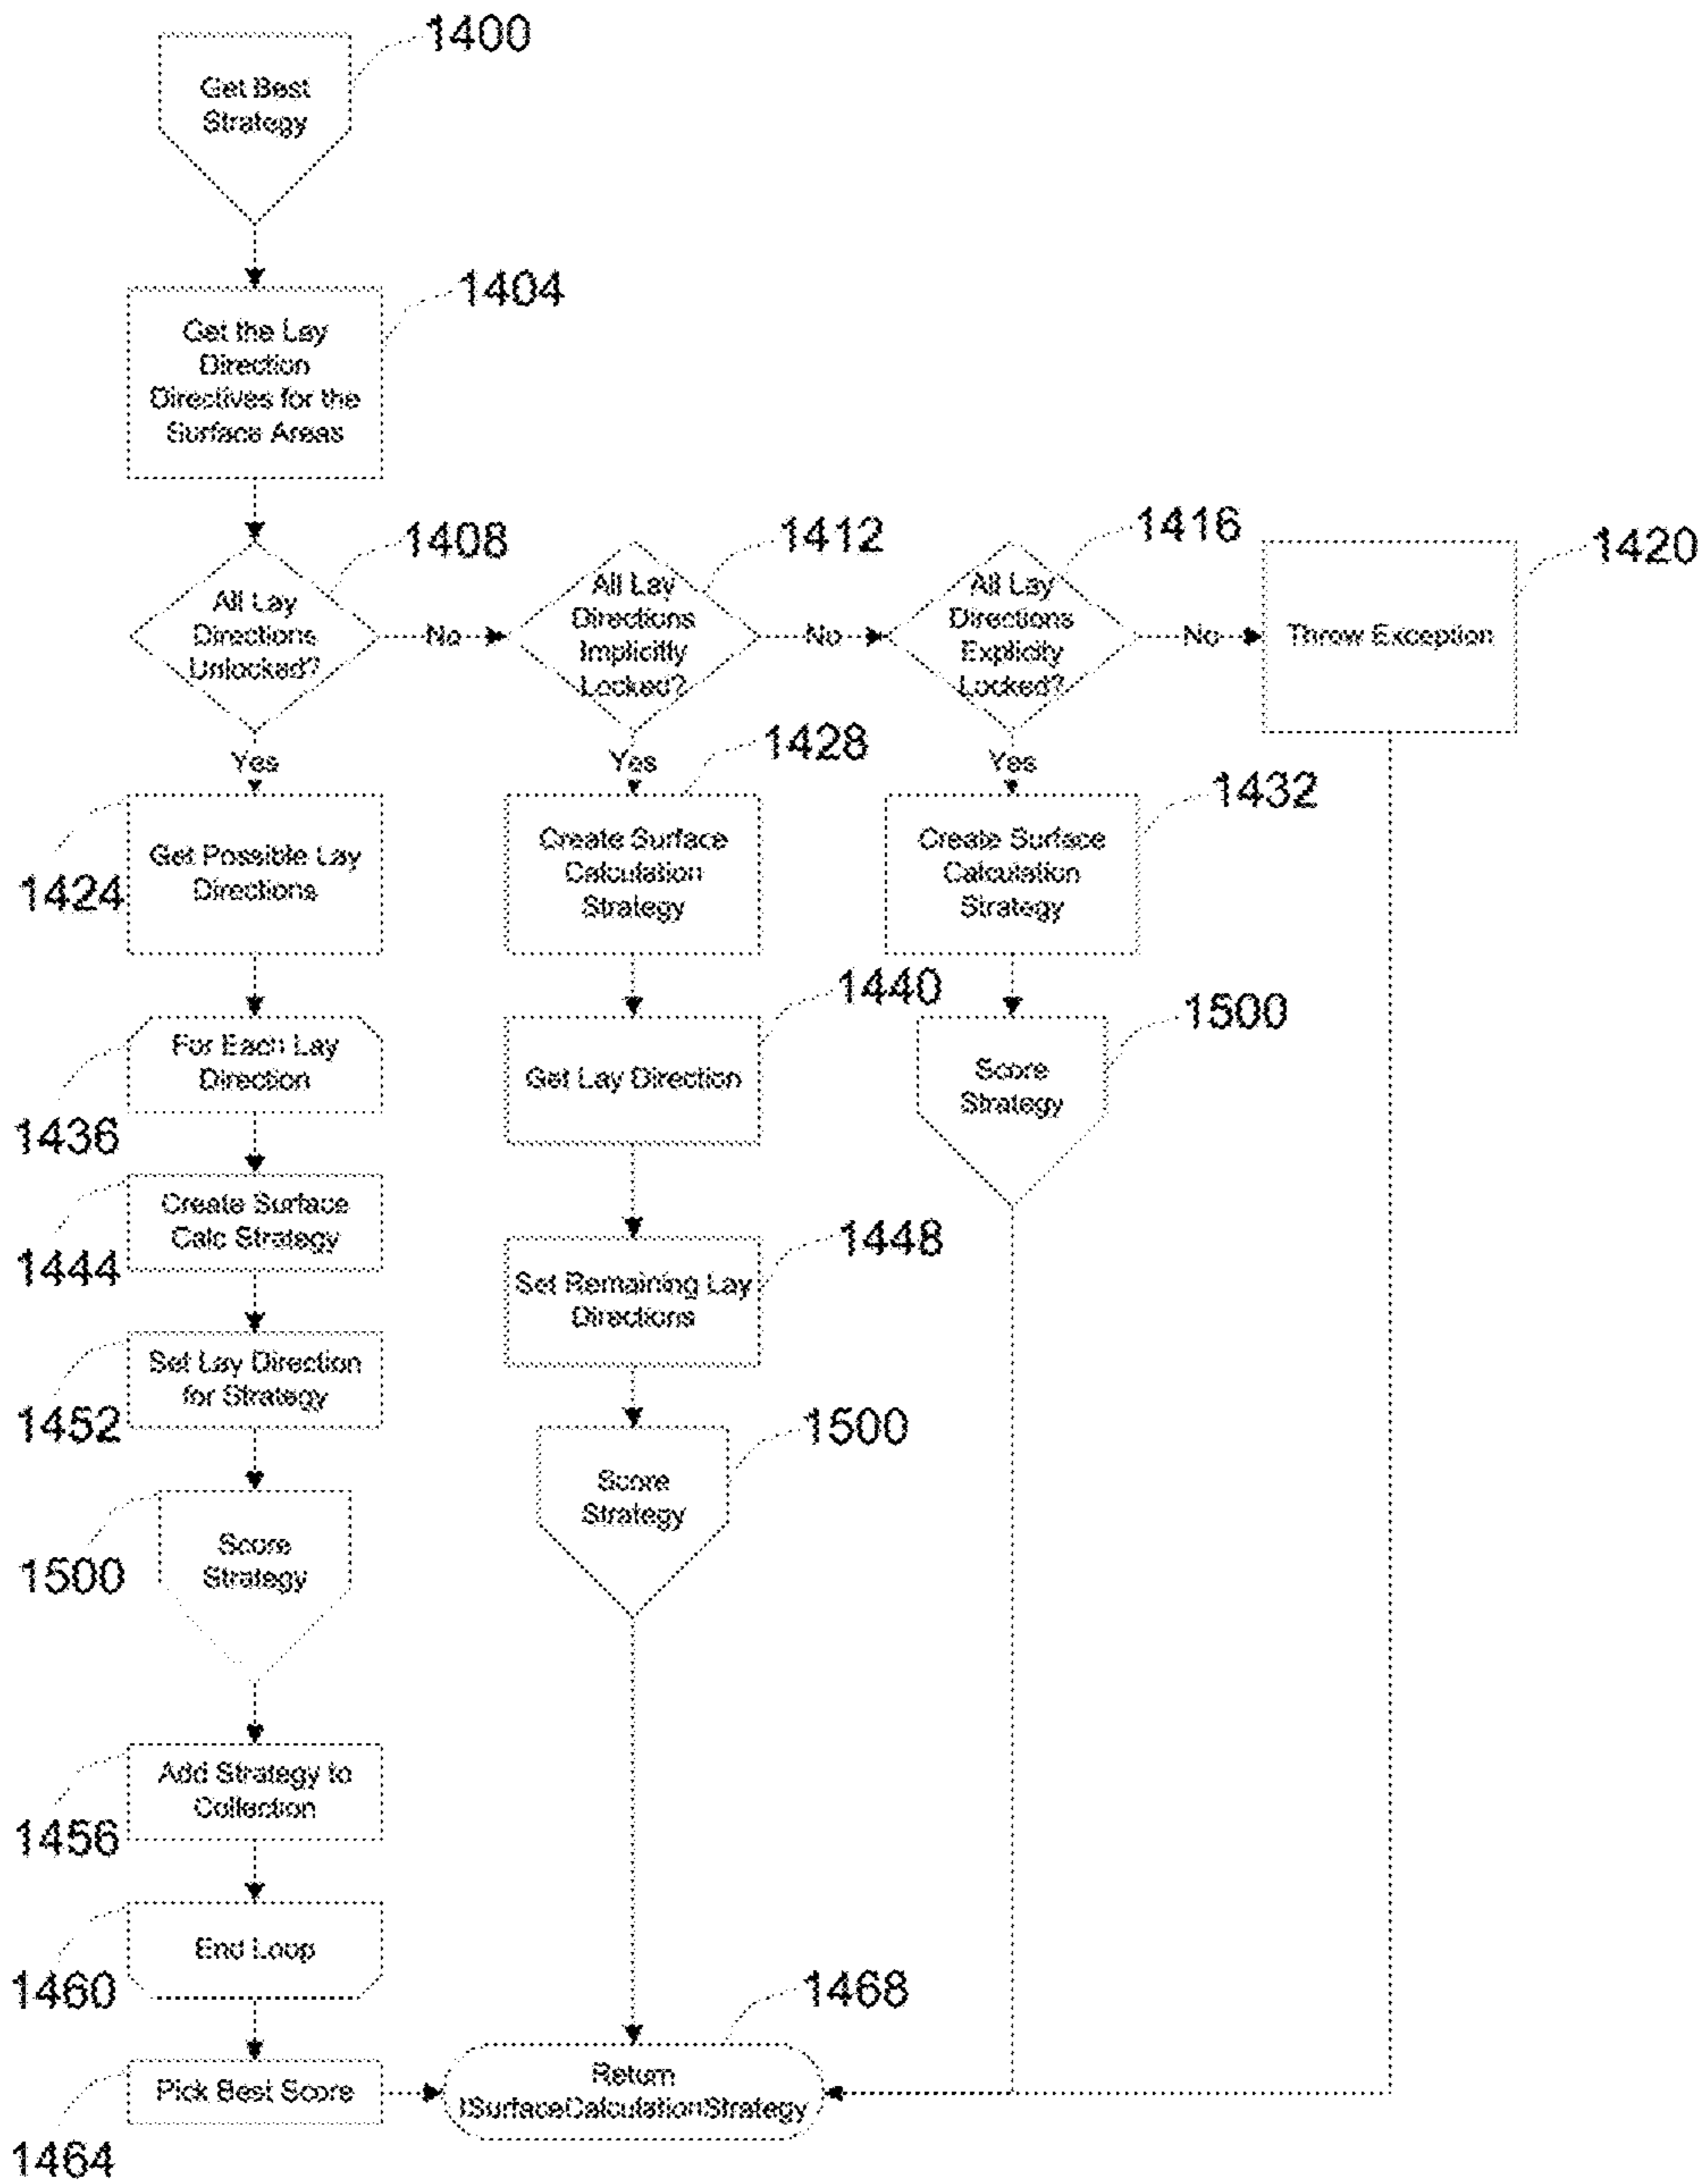 1400
Get Best
Strategy
1404
Get the Lay
Direction
Directives for the
Surface Areas
1408
All Lay
Directions
Unlocked?
No
1412
All Lay
Directions
Implicitly
Locked?
No
1416
All Lay
Directions
Explicity
Locked?
No
1420
Throw Exception
Yes
Yes
Yes
1424
Get Possible Lay
Directions
1428
Create Surface
Calculation
Strategy
1432
Create Surface
Calculation
Strategy
1436
For Each Lay
Direction
1440
Get Lay Direction
1500
Score
Strategy
1444
Create Surface
Calc Strategy
1448
Set Remaining Lay
Directions
1452
Set Lay Direction
for Strategy
1500
Score
Strategy
1500
Score
Strategy
1456
Add Strategy to
Collection
1460
End Loop
1464
Pick Best Score
1468
Return
ISurfaceCalculationStrategy